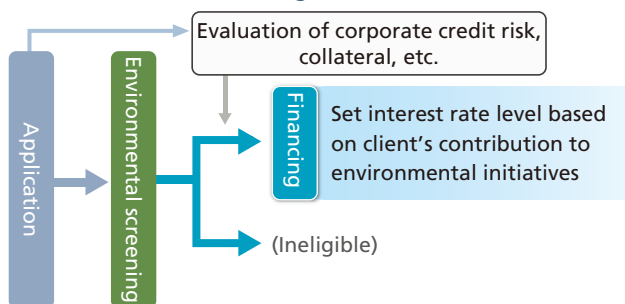 Evaluation of corporate credit risk,
collateral, etc.
Application
Environmental screening
Financing
Set interest rate level based
on client's contribution to
environmental initiatives
(Ineligible)